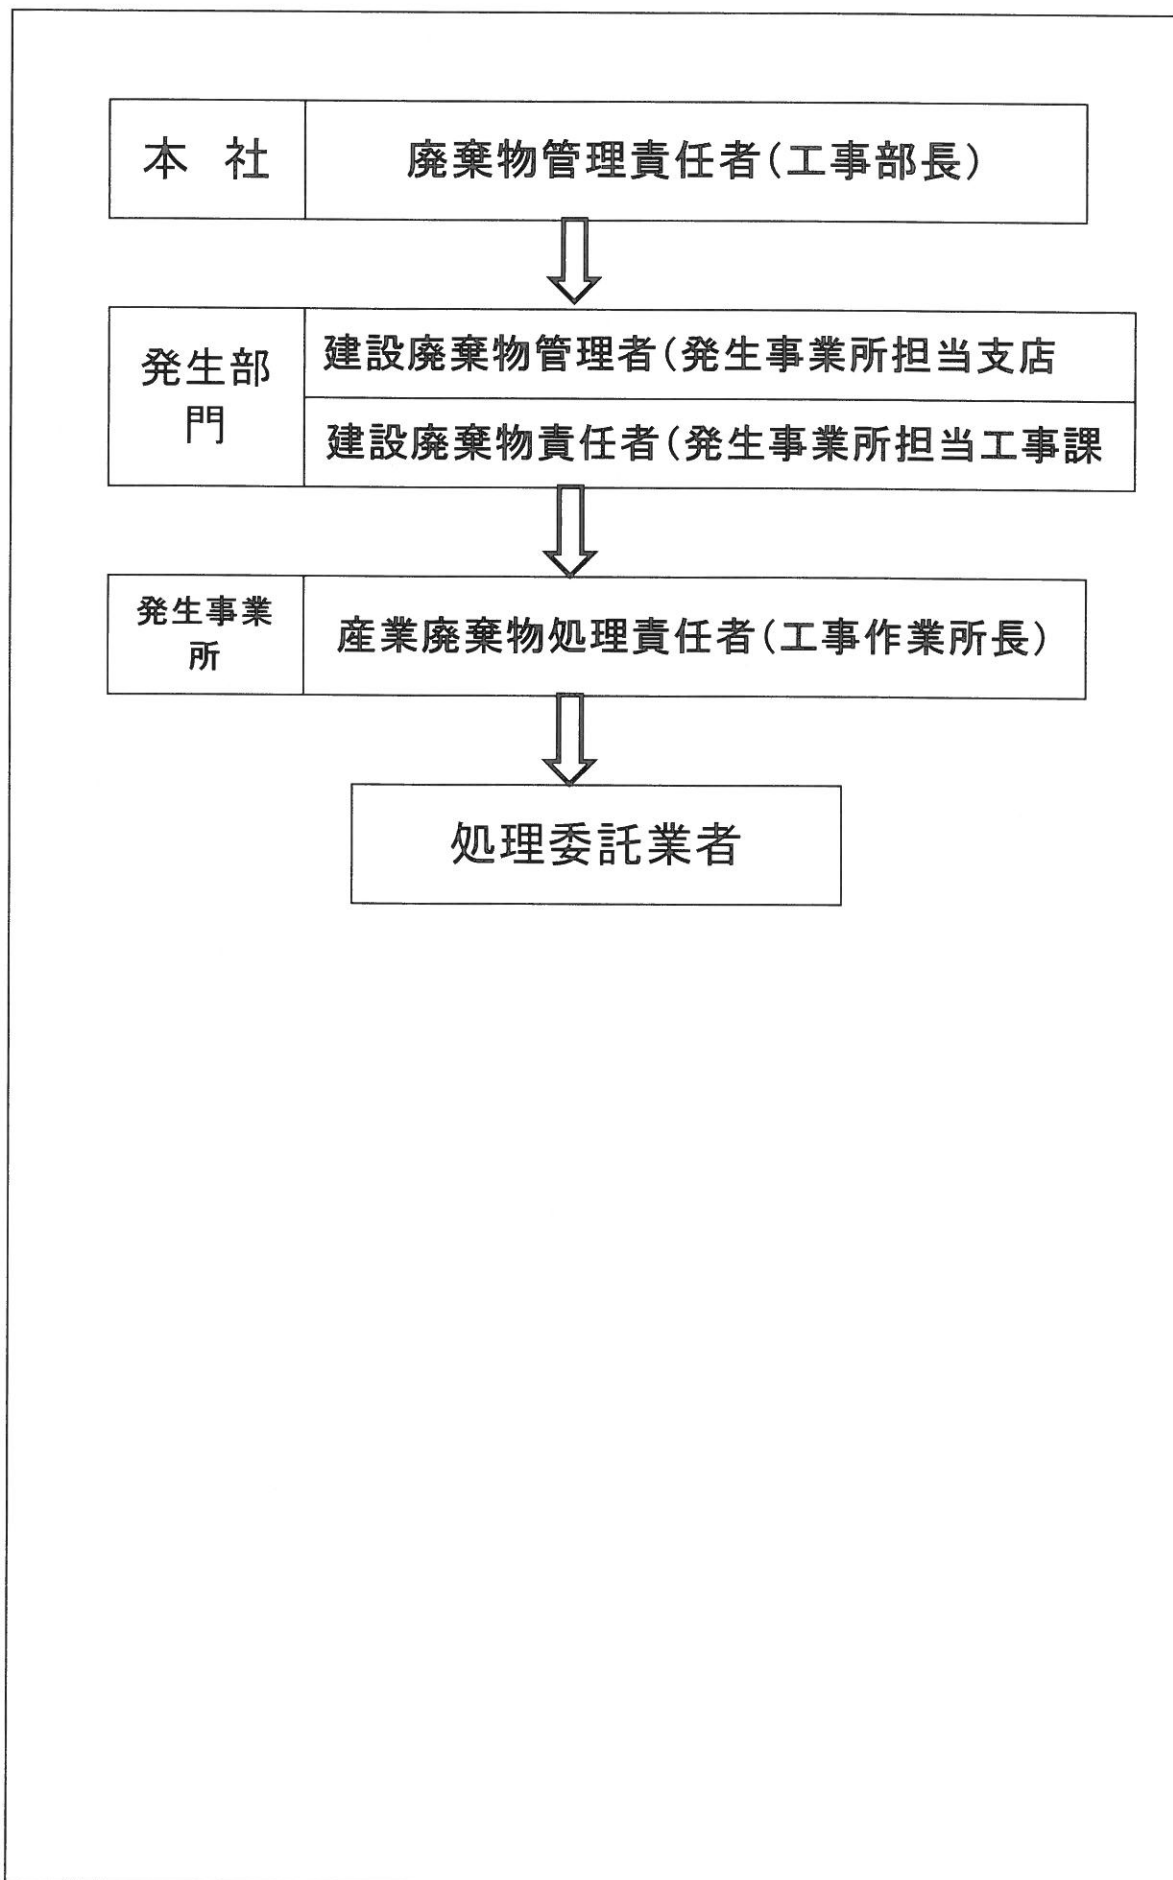 本 社
廃棄物管理責任者(工事部長)
発生部
門
建設廃棄物管理者(発生事業所担当支店
建設廃棄物責任者(発生事業所担当工事課
発生事業
所
産業廃棄物処理責任者(工事作業所長)
処理委託業者